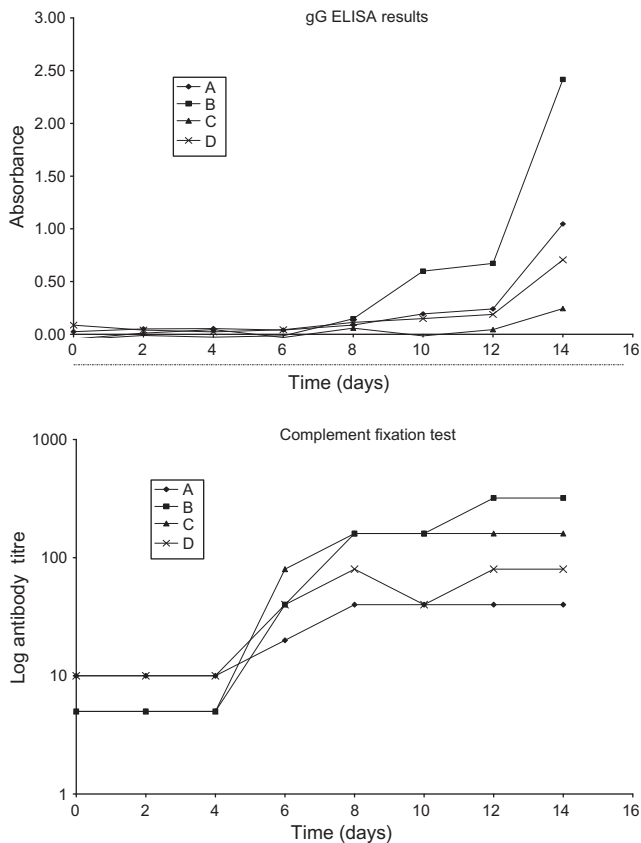 gG ELISA results
3.00
2.50
2.00
1.50
1.00
0.50
0.00
Absorbance
A
B
C
D
0 2 4 6 8 10 12 14 16
Time (days)
Complement fixation test
1000
100
10
1
Log antibody titre
A
B
C
D
0 2 4 6 8 10 12 14 16
Time (days)